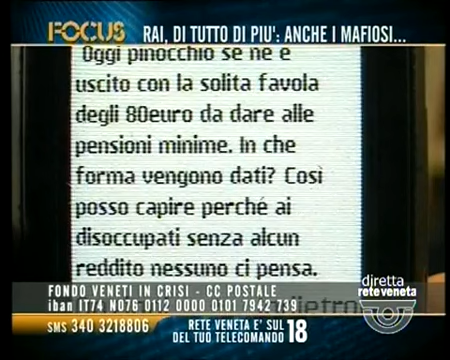 FOCUS RAI, DI TUTTO DI PIU': ANCHE I MAFIOSI...
Oggi pinocchio se ne è
uscito con la solita favola
degli 80euro da dare alle
pensioni minime. In che
forma vengono dati? Così
posso capire perché ai
disoccupati senza alcun
reddito nessuno ci pensa.
FONDO VENETI IN CRISI - CC POSTALE
iban IT74 N076 0112 0000 0101 7942 739
diretta
reteveneta
SMS 340 3218806
RETE VENETA E' SUL 18
DEL TUO TELECOMANDO